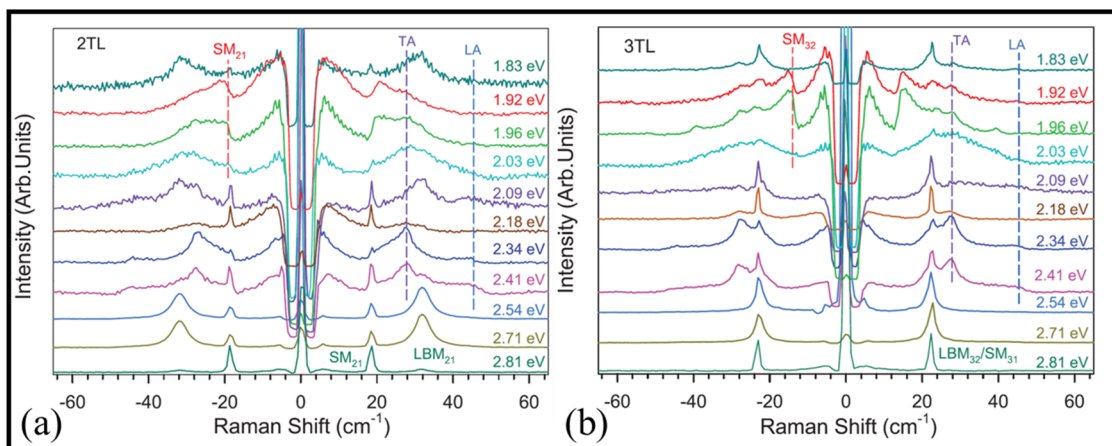 2TL
SM21
TA
LA
1.83 eV
1.92 eV
1.96 eV
2.03 eV
2.09 eV
2.18 eV
2.34 eV
2.41 eV
2.54 eV
2.71 eV
SM21
LBM21
2.81 eV
Intensity (Arb.Units)
-60
-40
-20
0
20
40
60
Raman Shift (cm-1)
(a)
3TL
SM32
TA
LA
1.83 eV
1.92 eV
1.96 eV
2.03 eV
2.09 eV
2.18 eV
2.34 eV
2.41 eV
2.54 eV
2.71 eV
LBM32/SM31
2.81 eV
Intensity (Arb.Units)
-60
-40
-20
0
20
40
60
Raman Shift (cm-1)
(b)